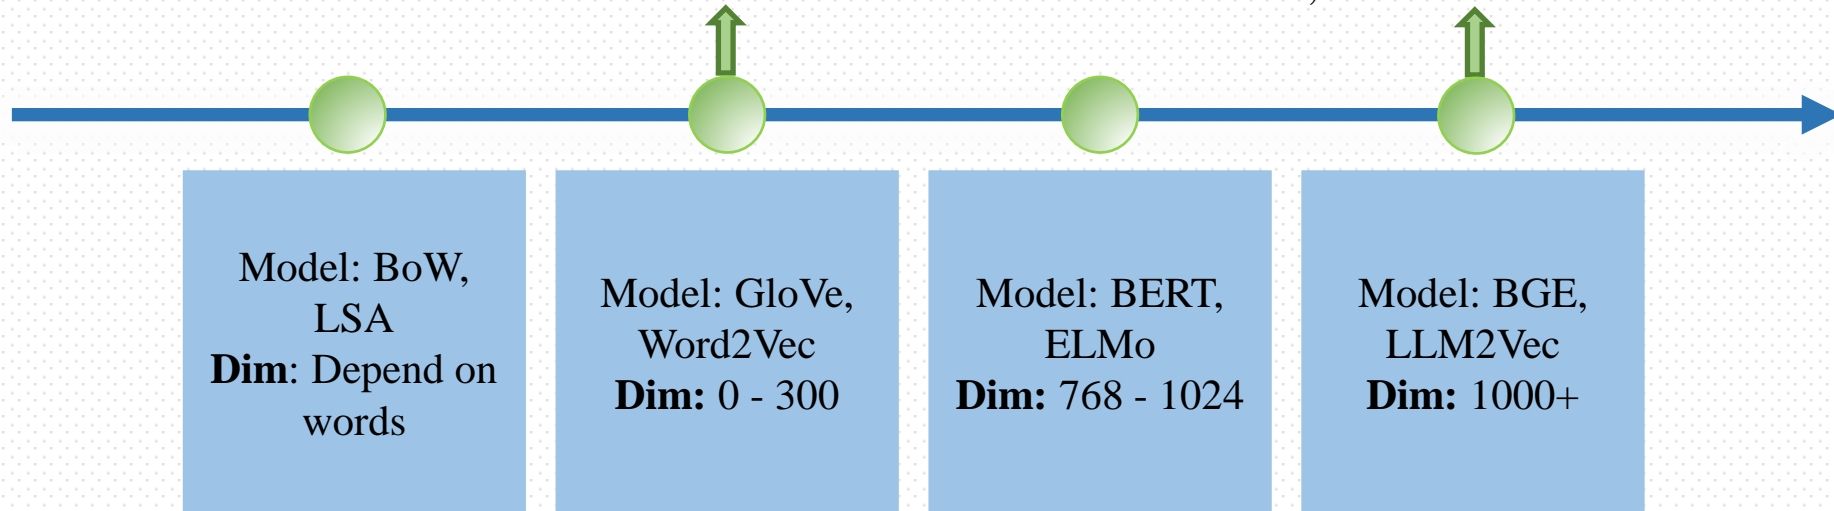 Model: BoW,
LSA
Dim: Depend on
words
Model: GloVe,
Word2Vec
Dim: 0 - 300
Model: BERT,
ELMo
Dim: 768 - 1024
Model: BGE,
LLM2Vec
Dim: 1000+